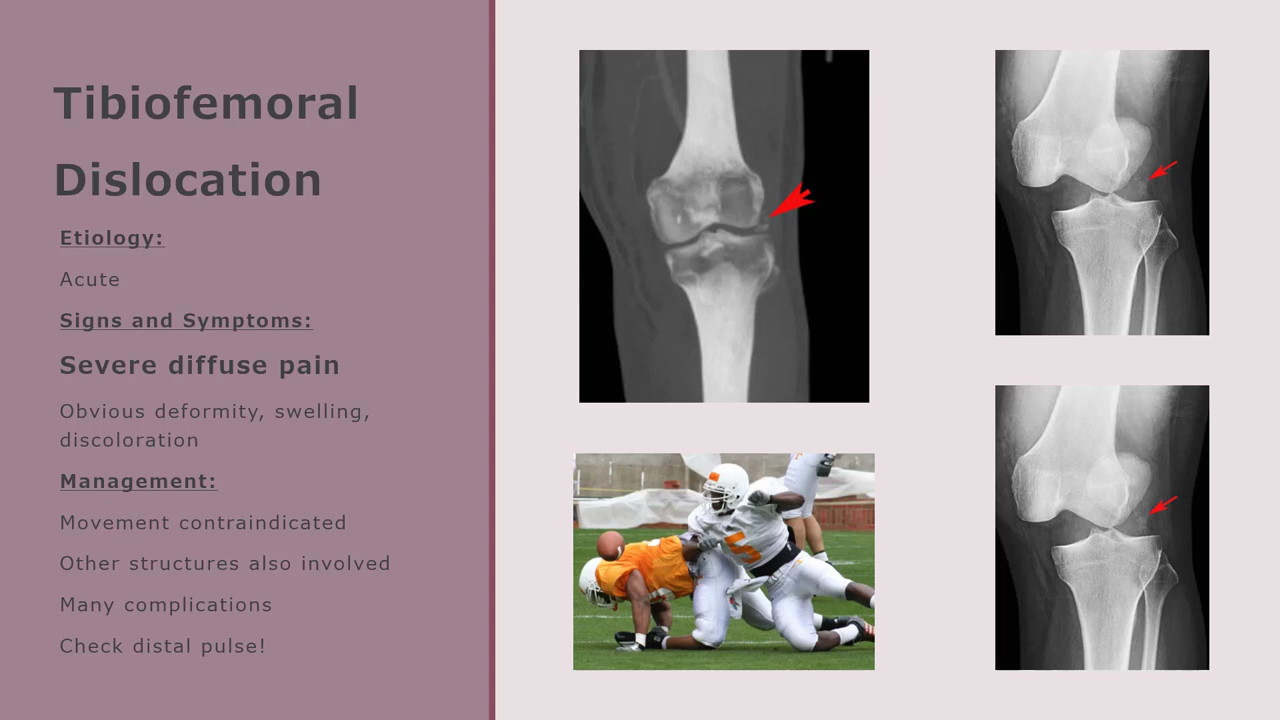 Tibiofemoral
Dislocation
Etiology:
Acute
Signs and Symptoms:
Severe diffuse pain
Obvious deformity, swelling,
discoloration
Management:
Movement contraindicated
Other structures also involved
Many complications
Check distal pulse!
5